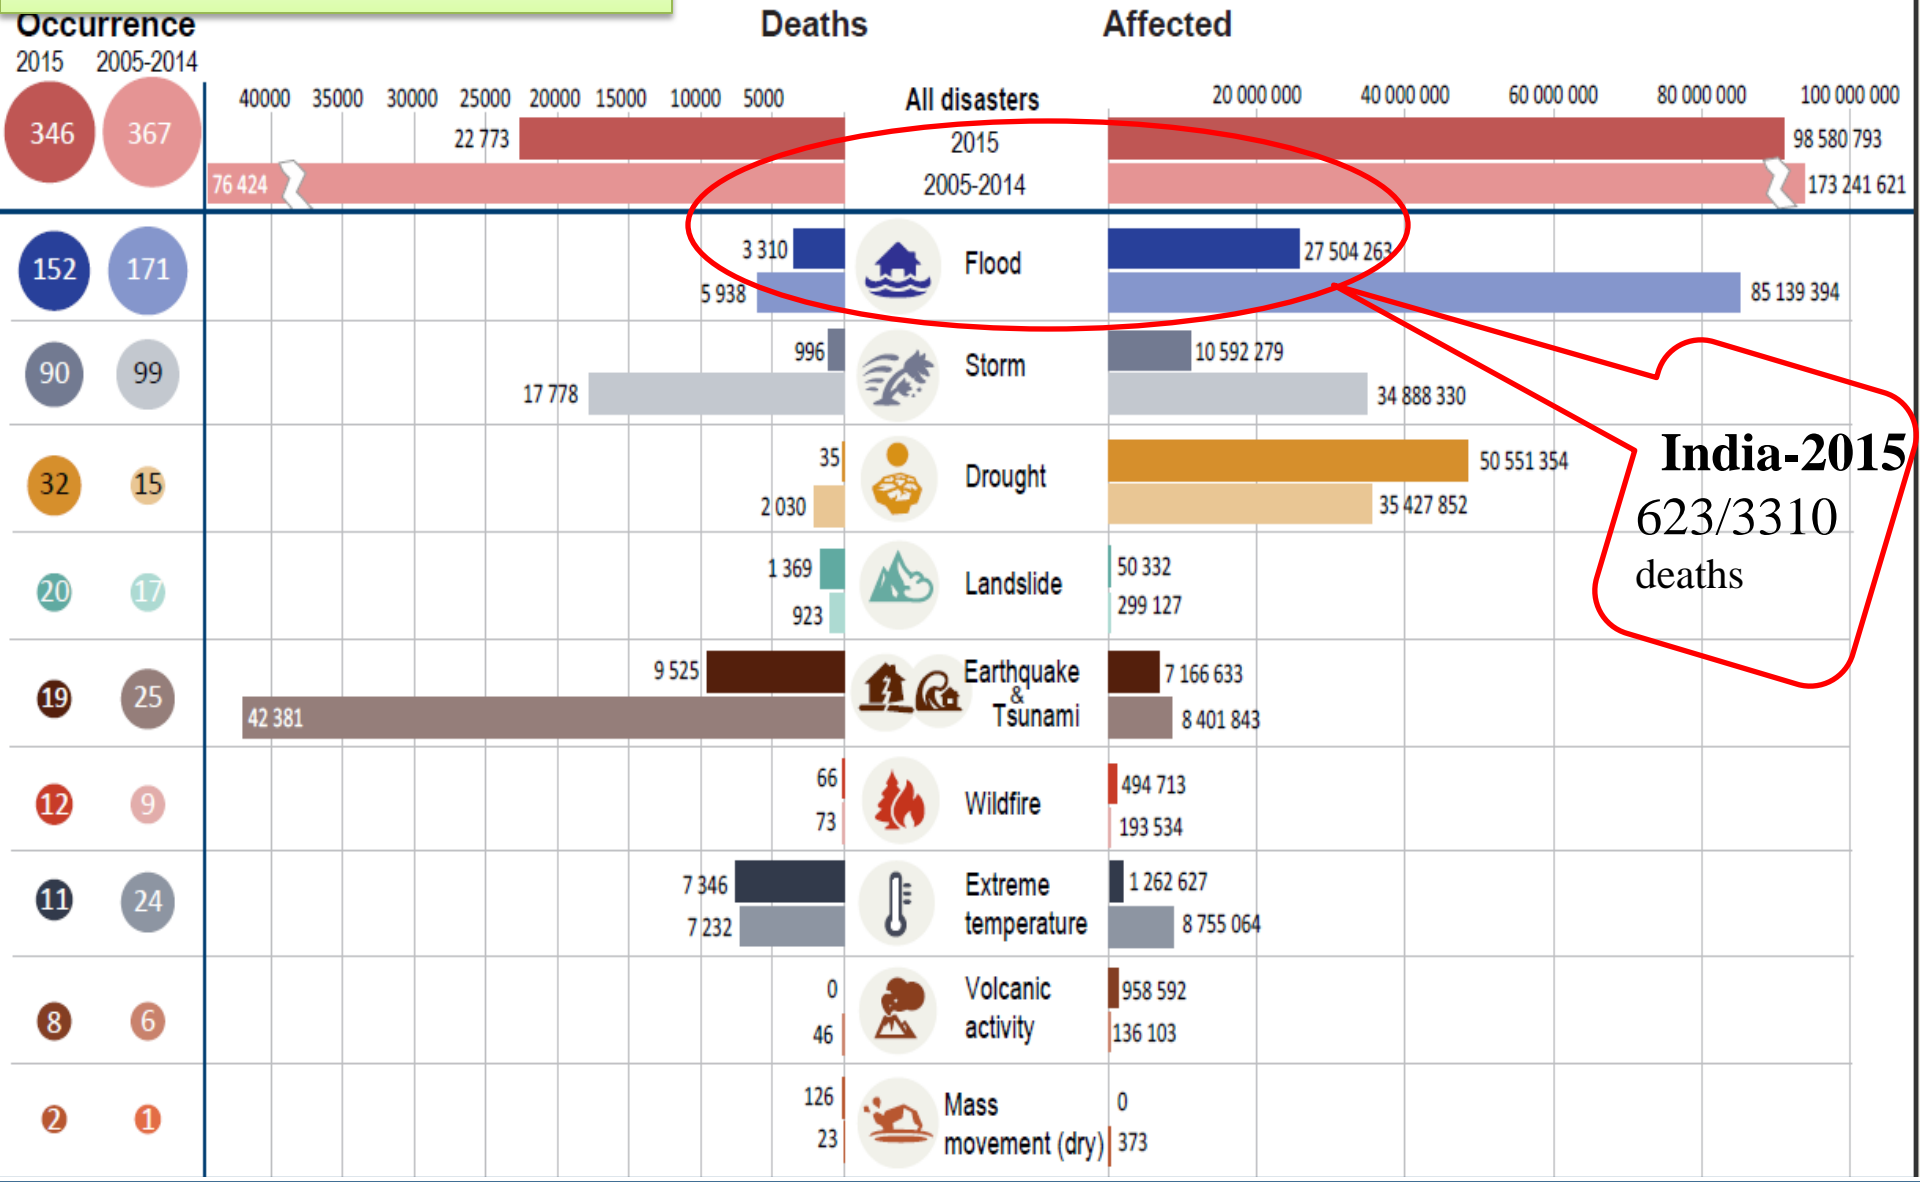 Occurrence Deaths Affected
2015 2005-2014
40000 35000 30000 25000 20000 15000 10000 5000 All disasters 20 000 000 40 000 000 60 000 000 80 000 000 100 000 000
346 367 22 773 2015 98 580 793
76 424 2005-2014 173 241 621
152 171 3 310 Flood 27 504 263
5 938 85 139 394
90 99 996 Storm 10 592 279
17 778 34 888 330
32 15 35 Drought 50 551 354
2 030 35 427 852
India-2015
623/3310
deaths
20 17 1 369 Landslide 50 332
923 299 127
19 25 9 525 Earthquake 7 166 633
&
42 381 Tsunami 8 401 843
12 9 66 Wildfire 494 713
73 193 534
11 24 7 346 Extreme 1 262 627
7 232 temperature 8 755 064
8 6 0 Volcanic 958 592
46 activity 136 103
2 1 126 Mass 0
23 movement (dry) 373